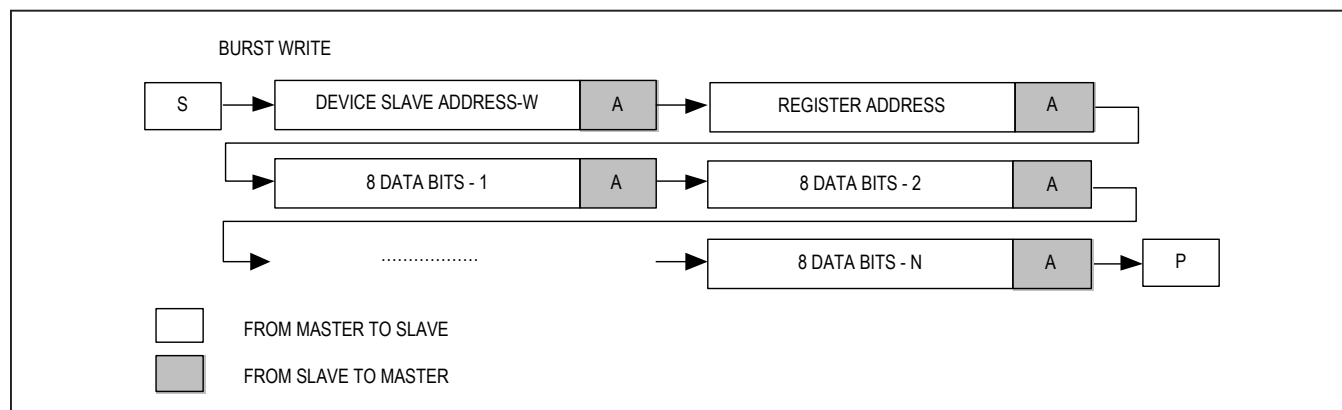 BURST WRITE
S DEVICE SLAVE ADDRESS-W A REGISTER ADDRESS A
8 DATA BITS - 1 A 8 DATA BITS - 2 A
.................. 8 DATA BITS - N A P
FROM MASTER TO SLAVE
FROM SLAVE TO MASTER